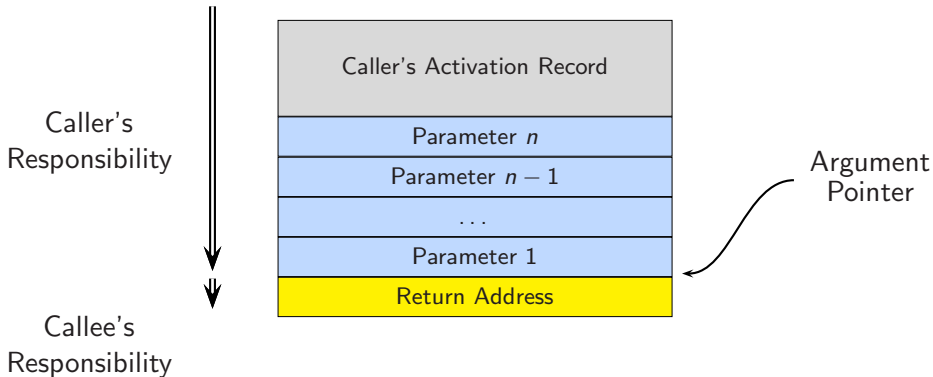 Caller's Activation Record
Caller's
Responsibility
Parameter n
Parameter n − 1
Argument
Pointer
. . .
Parameter 1
Return Address
Callee's
Responsibility